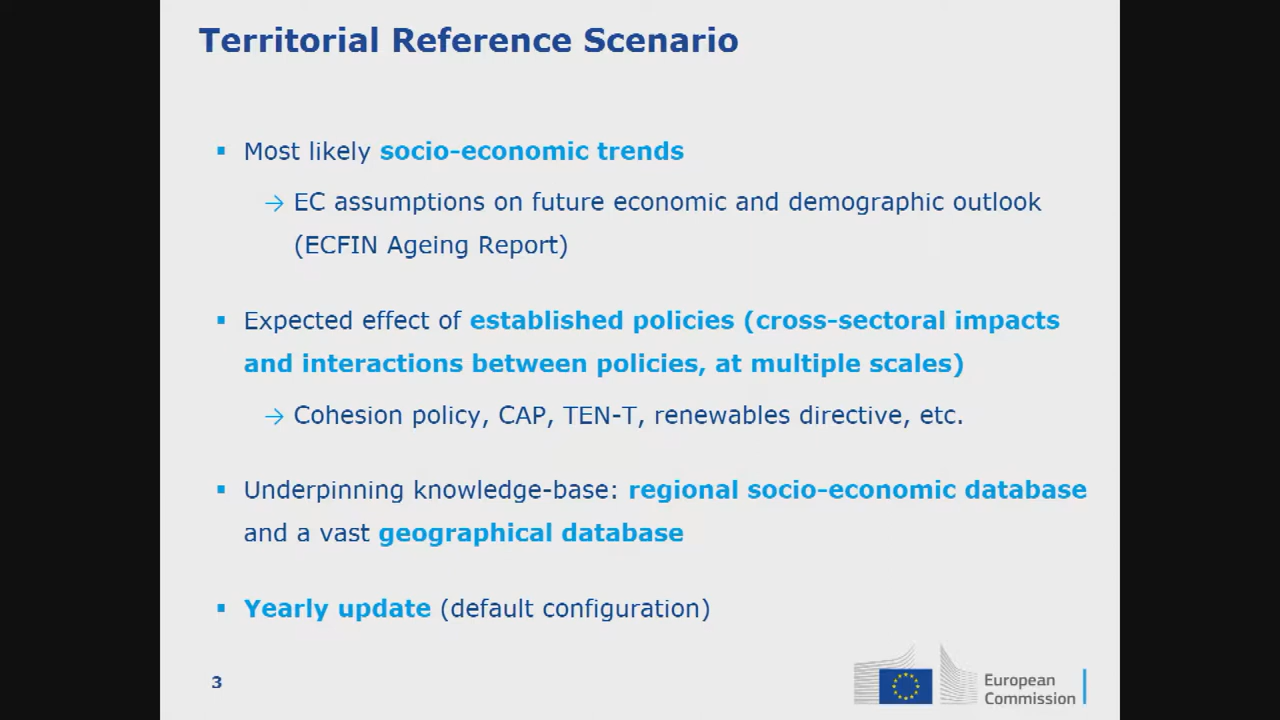 Territorial Reference Scenario
▪ Most likely socio-economic trends
→ EC assumptions on future economic and demographic outlook
(ECFIN Ageing Report)
▪ Expected effect of established policies (cross-sectoral impacts
and interactions between policies, at multiple scales)
→ Cohesion policy, CAP, TEN-T, renewables directive, etc.
▪ Underpinning knowledge-base: regional socio-economic database
and a vast geographical database
▪ Yearly update (default configuration)
3
European
Commission